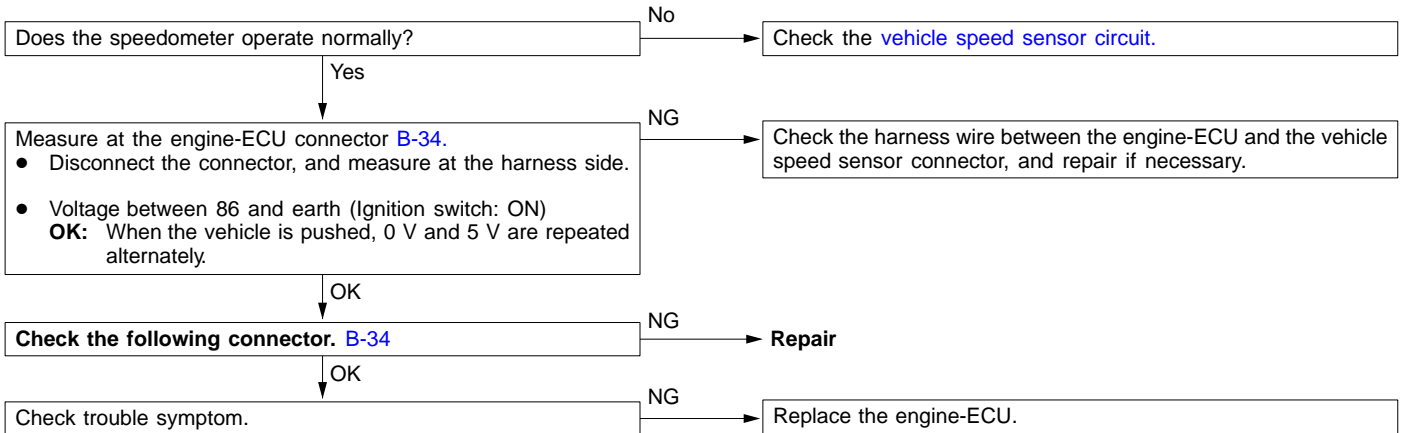 No
Does the speedometer operate normally?
Check the vehicle speed sensor circuit.
Yes
NG
Measure at the engine-ECU connector B-34.
● Disconnect the connector, and measure at the harness side.
● Voltage between 86 and earth (Ignition switch: ON)
OK: When the vehicle is pushed, 0 V and 5 V are repeated
alternately.
Check the harness wire between the engine-ECU and the vehicle
speed sensor connector, and repair if necessary.
OK
NG
Check the following connector. B-34
Repair
OK
NG
Check trouble symptom.
Replace the engine-ECU.